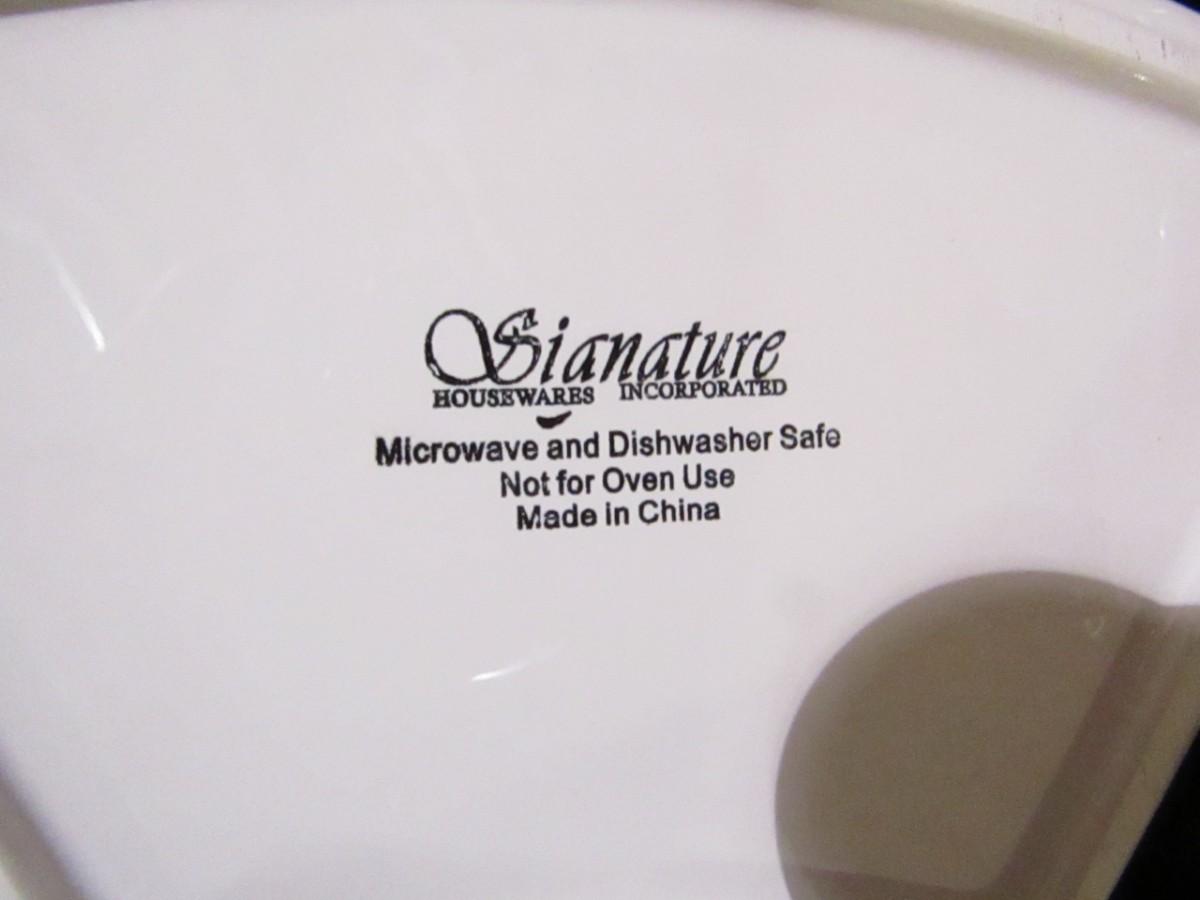 Signature
HOUSEWARES INCORPORATED
Microwave and Dishwasher Safe
Not for Oven Use
Made in China